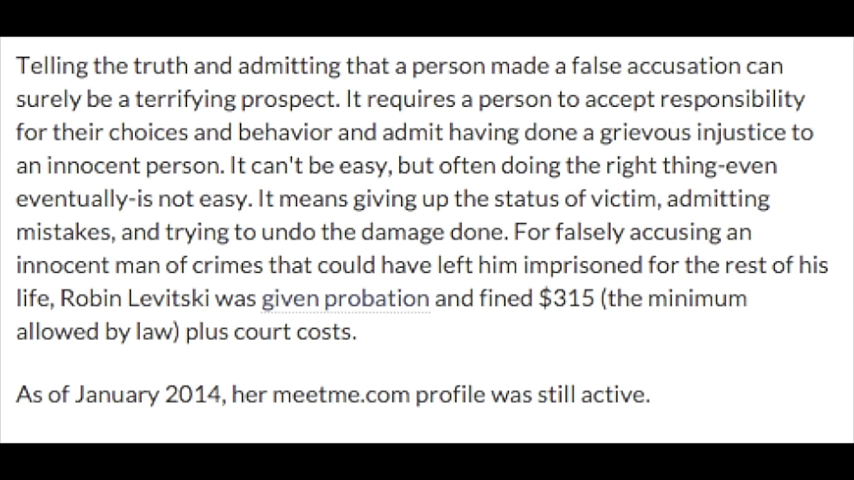 Telling the truth and admitting that a person made a false accusation can
surely be a terrifying prospect. It requires a person to accept responsibility
for their choices and behavior and admit having done a grievous injustice to
an innocent person. It can't be easy, but often doing the right thing-even
eventually-is not easy. It means giving up the status of victim, admitting
mistakes, and trying to undo the damage done. For falsely accusing an
innocent man of crimes that could have left him imprisoned for the rest of his
life, Robin Levitski was given probation and fined $315 (the minimum
allowed by law) plus court costs.
As of January 2014, her meetme.com profile was still active.